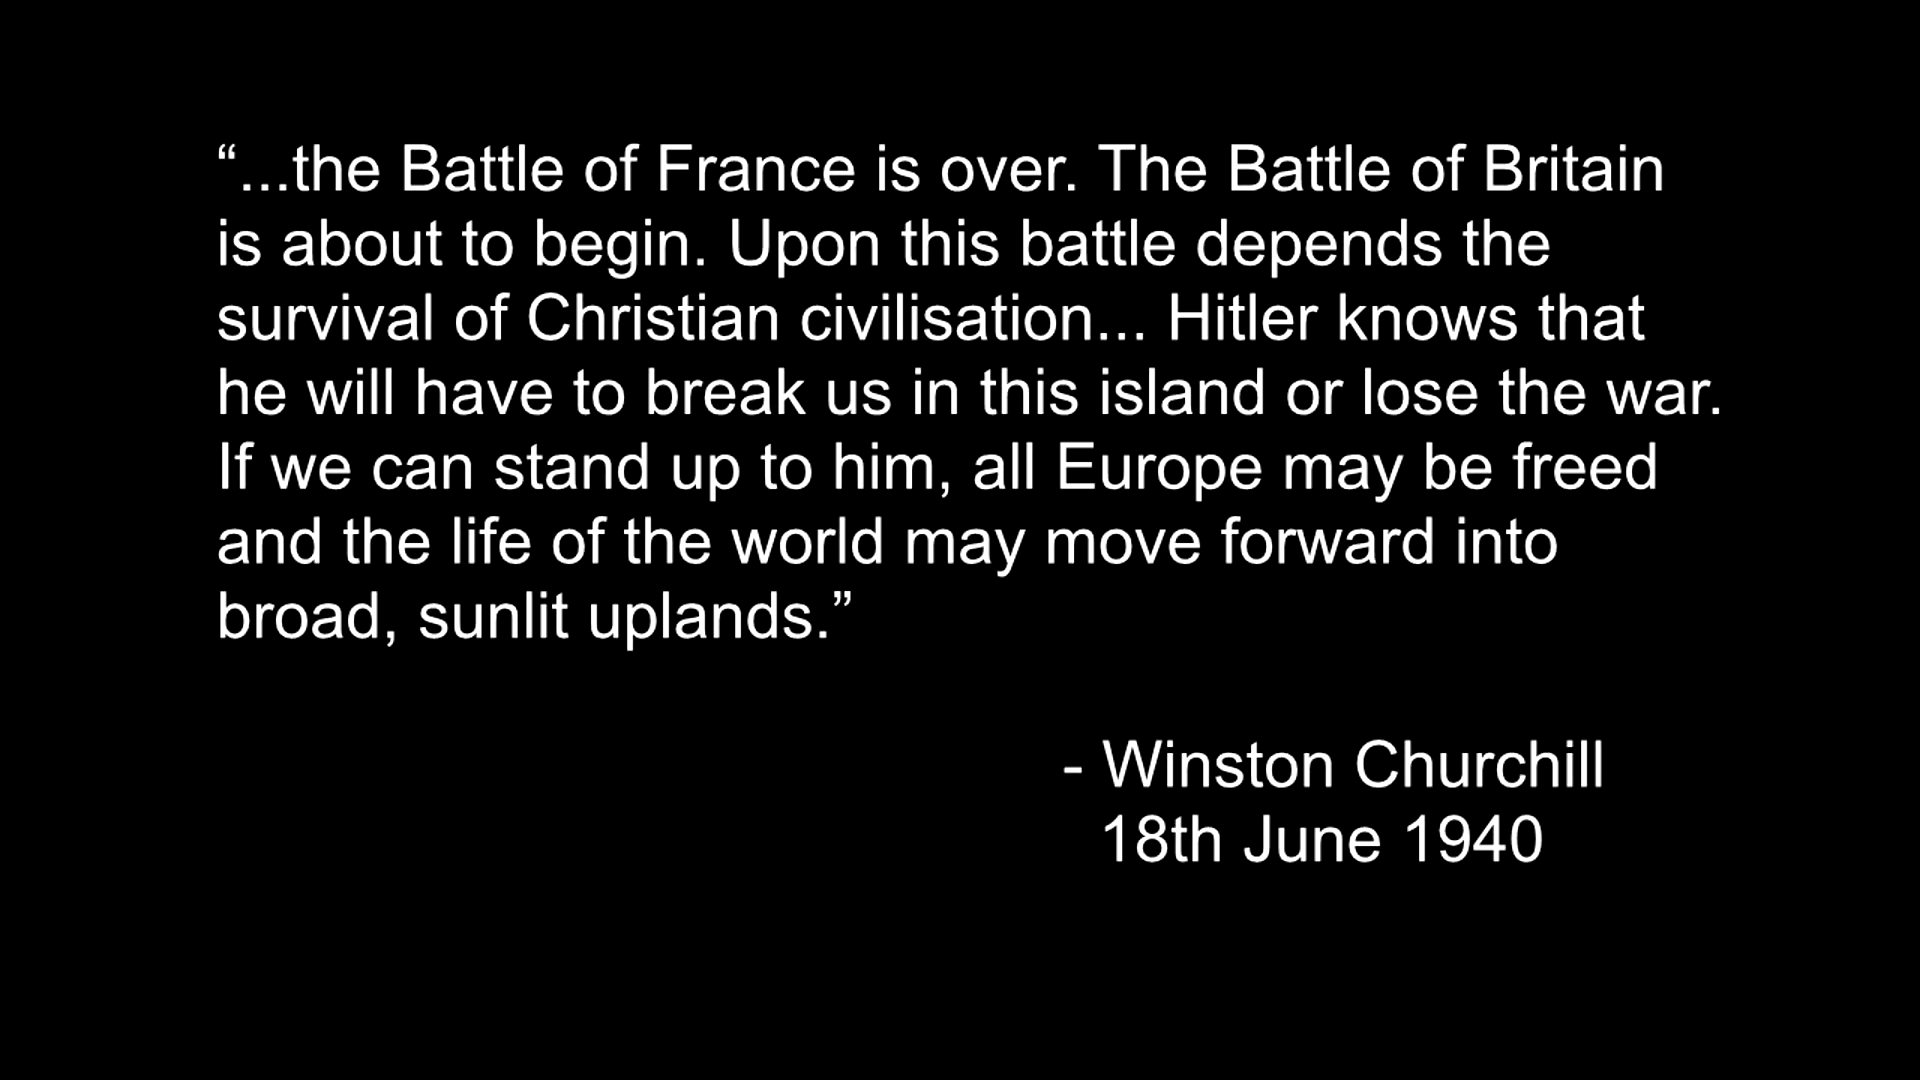 “...the Battle of France is over. The Battle of Britain
is about to begin. Upon this battle depends the
survival of Christian civilisation... Hitler knows that
he will have to break us in this island or lose the war.
If we can stand up to him, all Europe may be freed
and the life of the world may move forward into
broad, sunlit uplands.”
- Winston Churchill
18th June 1940